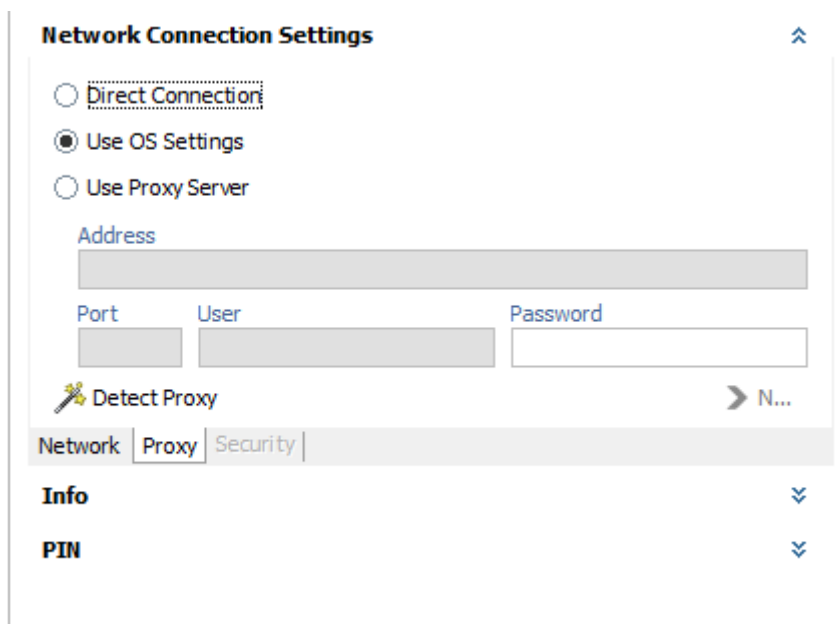 Network Connection Settings
Direct Connection
Use OS Settings
Use Proxy Server
Address
Port User Password
Detect Proxy N...
Network Proxy Security
Info
PIN